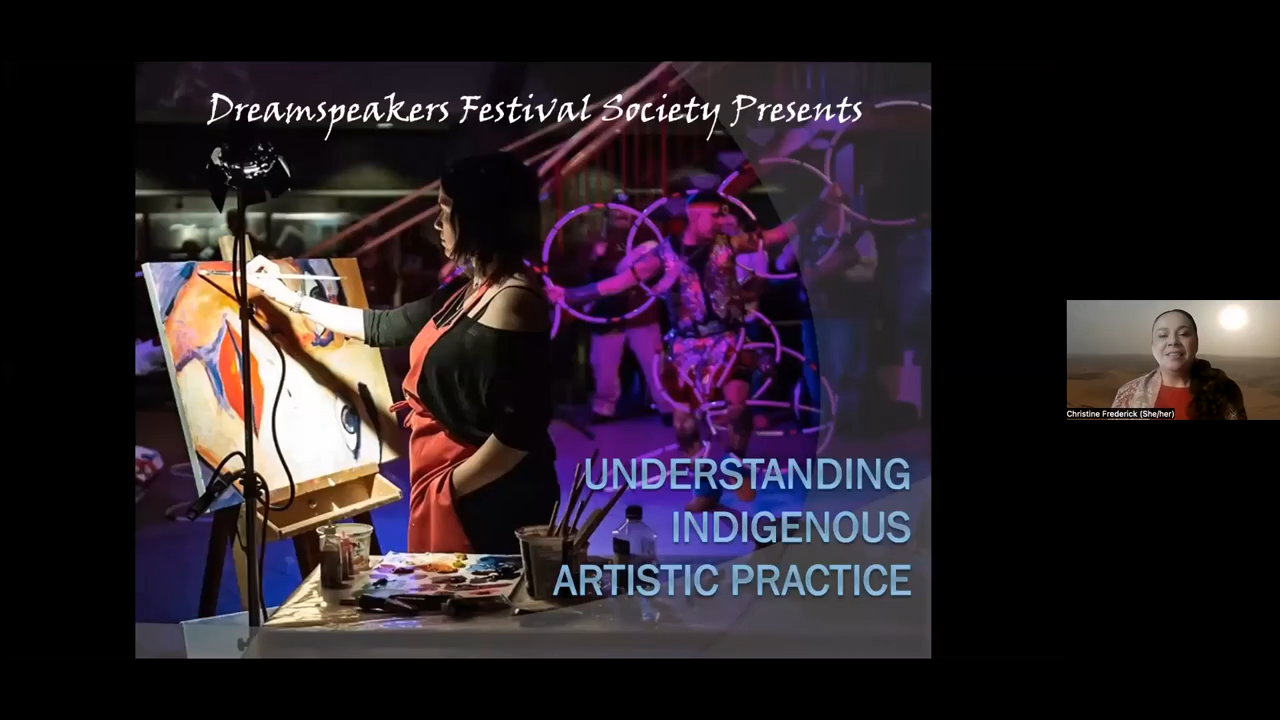 Dreamspeakers Festival Society Presents
UNDERSTANDING
INDIGENOUS
ARTISTIC PRACTICE
Christine Frederick (She/her)